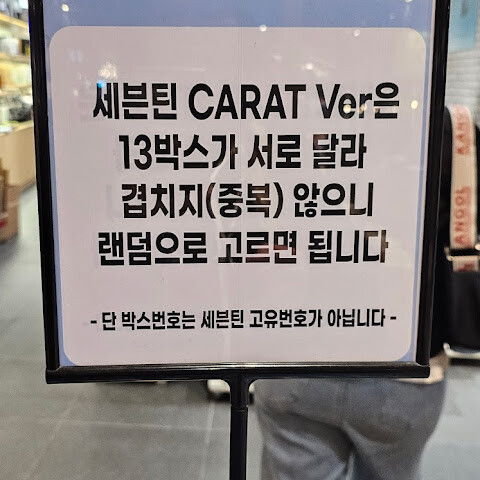 세븐틴 CARAT Ver은
13박스가 서로 달라
겹치지(중복) 않으니
랜덤으로 고르면 됩니다
- 단 박스번호는 세븐틴 고유번호가 아닙니다 -
KANGOL
KANGOL